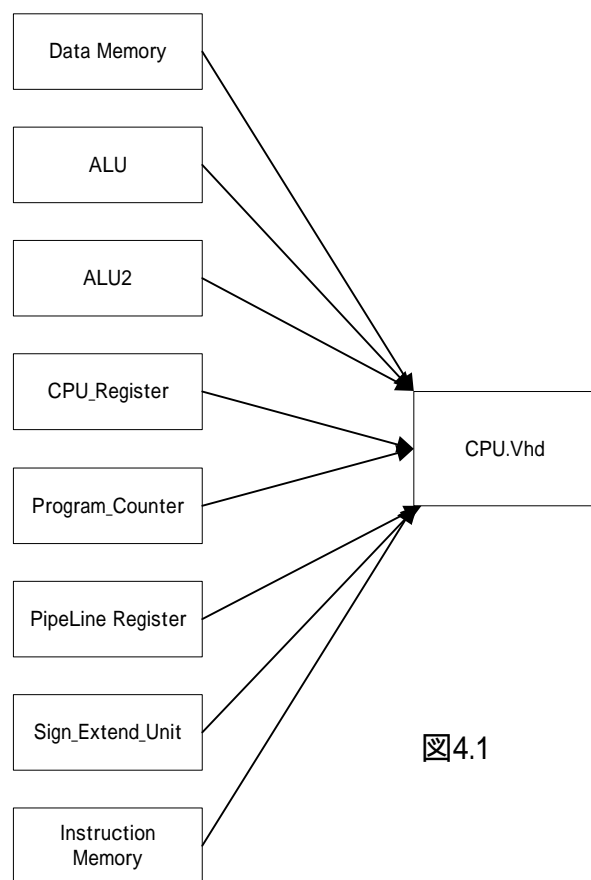 Data Memory
ALU
ALU2
CPU_Register
CPU.Vhd
Program_Counter
PipeLine Register
Sign_Extend_Unit
図4.1
Instruction
Memory